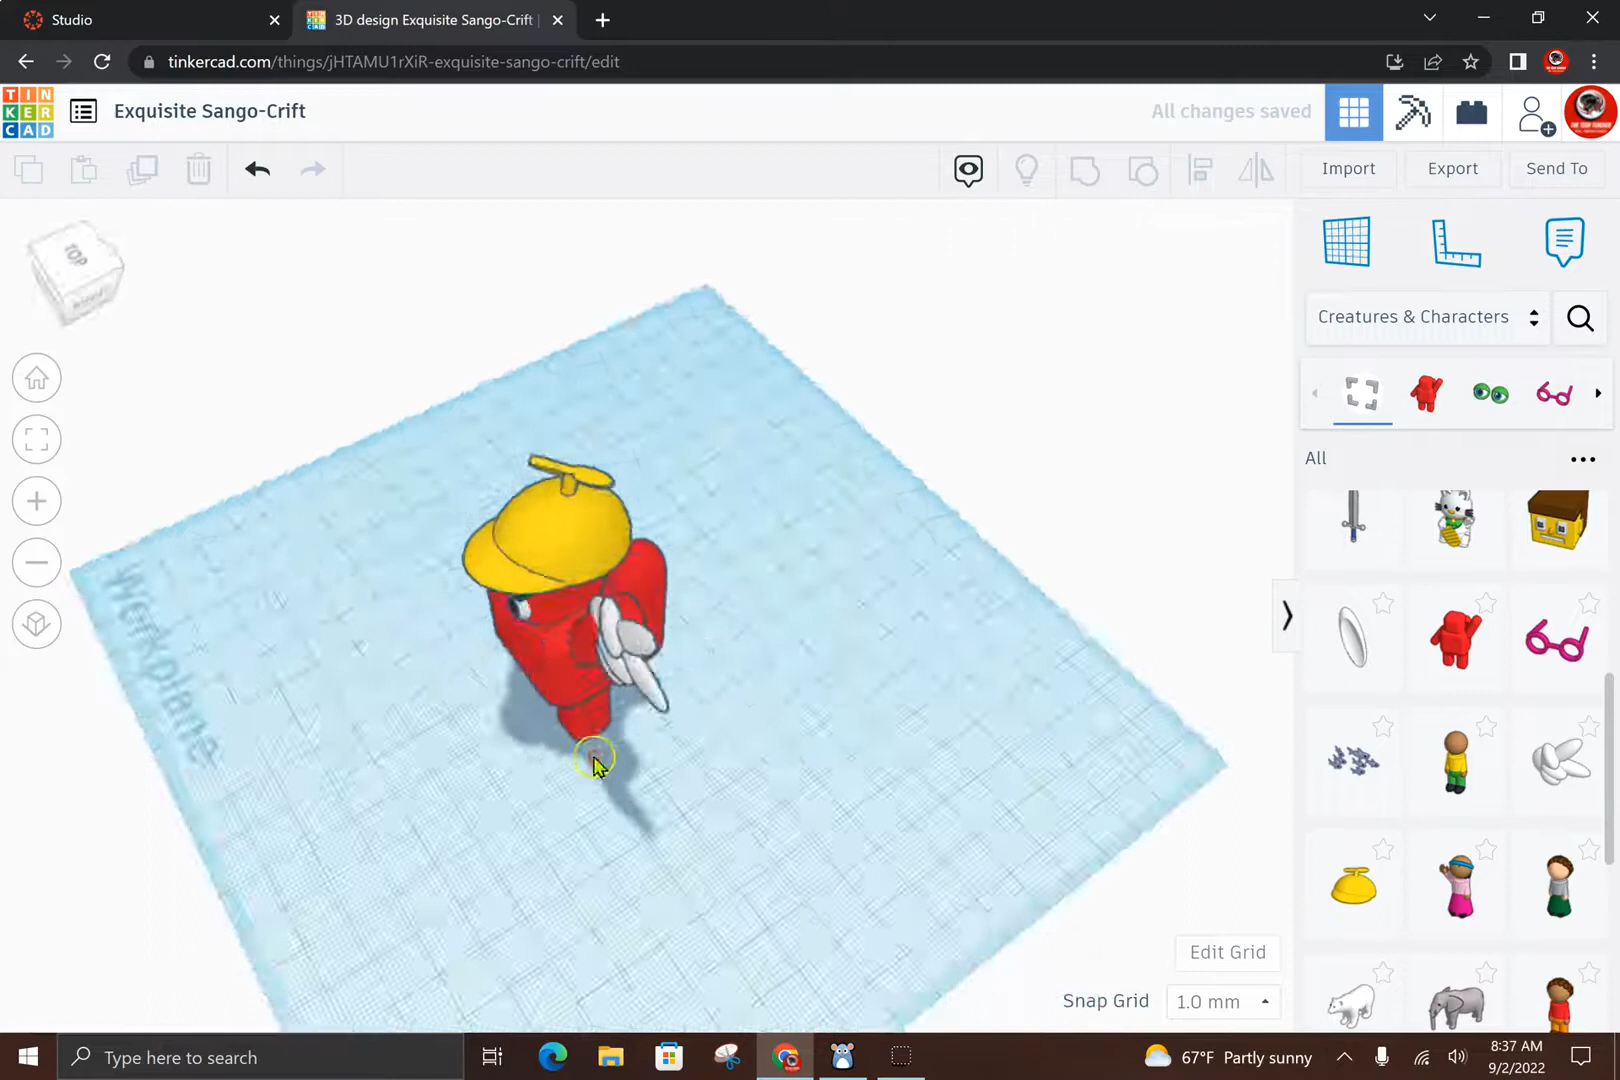 Studio
3D design Exquisite Sango-Crift |
tinkercad.com/things/jHTAMU1rXiR-exquisite-sango-crift/edit
TIN
KER
CAD
Exquisite Sango-Crift
All changes saved
Import
Export
Send To
TOP
Creatures & Characters
All
Workplane
Edit Grid
Snap Grid
1.0 mm
Type here to search
67°F Partly sunny
8:37 AM
9/2/2022